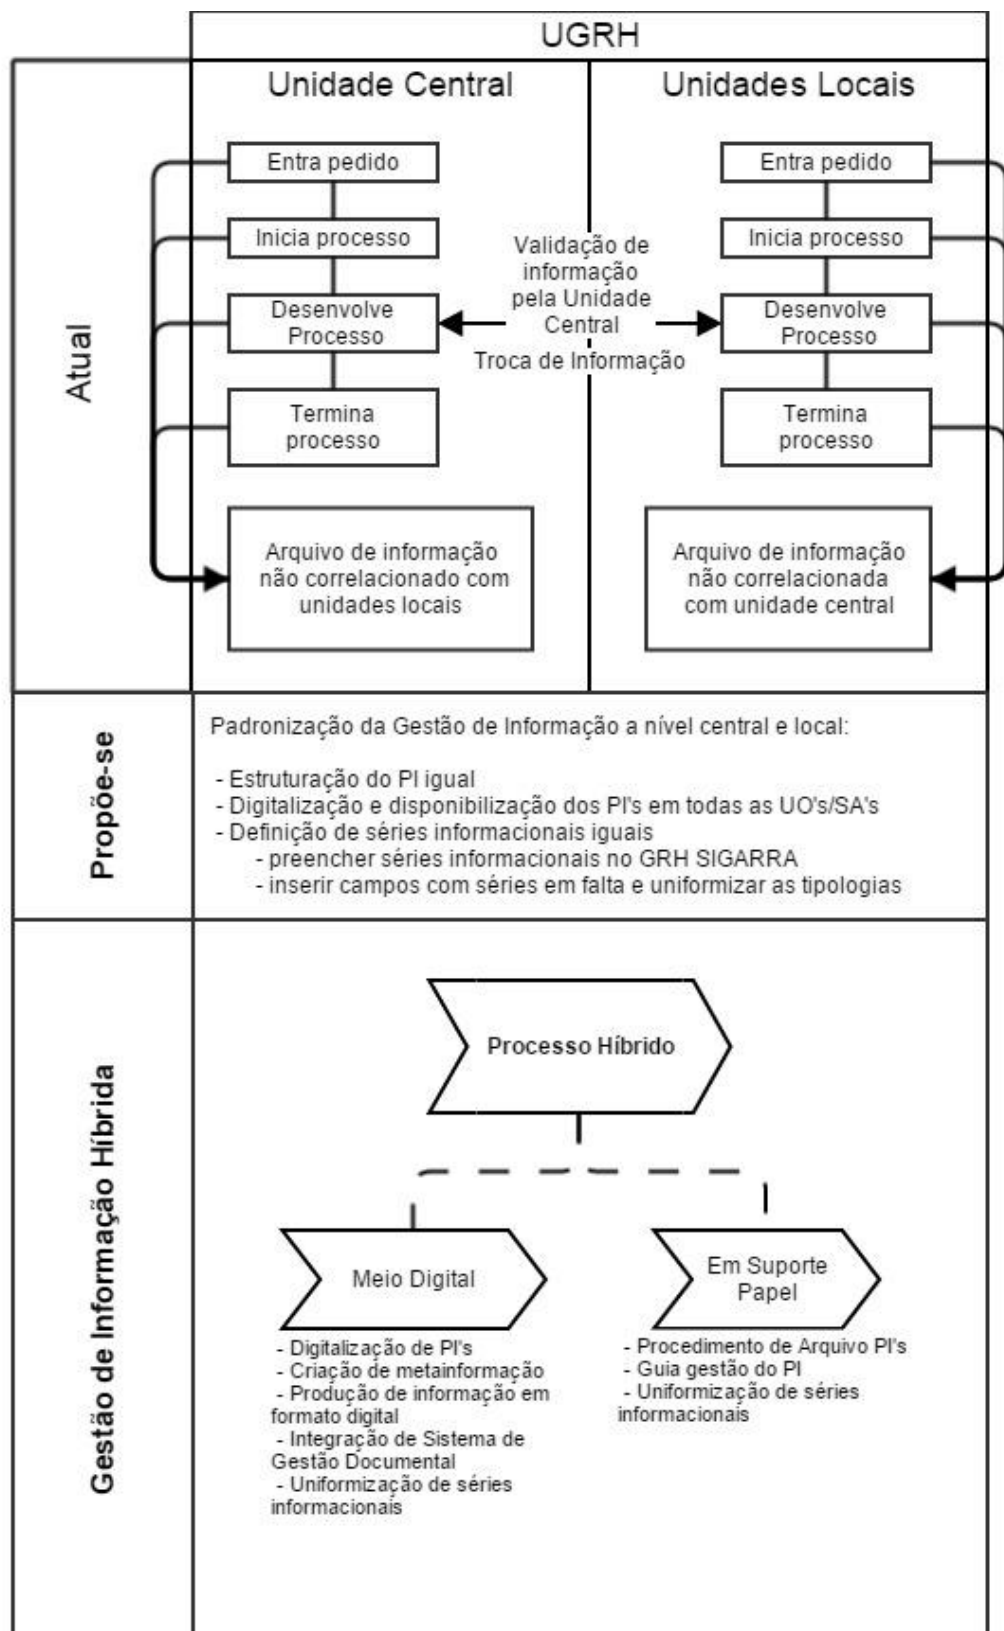 UGRH
Unidade Central
Unidades Locais
Atual
Entra pedido
Inicia processo
Desenvolve
Processo
Termina
processo
Arquivo de informação
não correlacionado com
unidades locais
Validação de
informação
pela Unidade
Central
Troca de Informação
Entra pedido
Inicia processo
Desenvolve
Processo
Termina
processo
Arquivo de informação
não correlacionada
com unidade central
Propõe-se
Padronização da Gestão de Informação a nível central e local:
- Estruturação do PI igual
- Digitalização e disponibilização dos PI's em todas as UO's/SA's
- Definição de séries informacionais iguais
- preencher séries informacionais no GRH SIGARRA
- inserir campos com séries em falta e uniformizar as tipologias
Gestão de Informação Híbrida
Processo Híbrido
Meio Digital
- Digitalização de PI's
- Criação de metainformação
- Produção de informação em
formato digital
- Integração de Sistema de
Gestão Documental
- Uniformização de séries
informacionais
Em Suporte
Papel
- Procedimento de Arquivo PI's
- Guia gestão do PI
- Uniformização de séries
informacionais